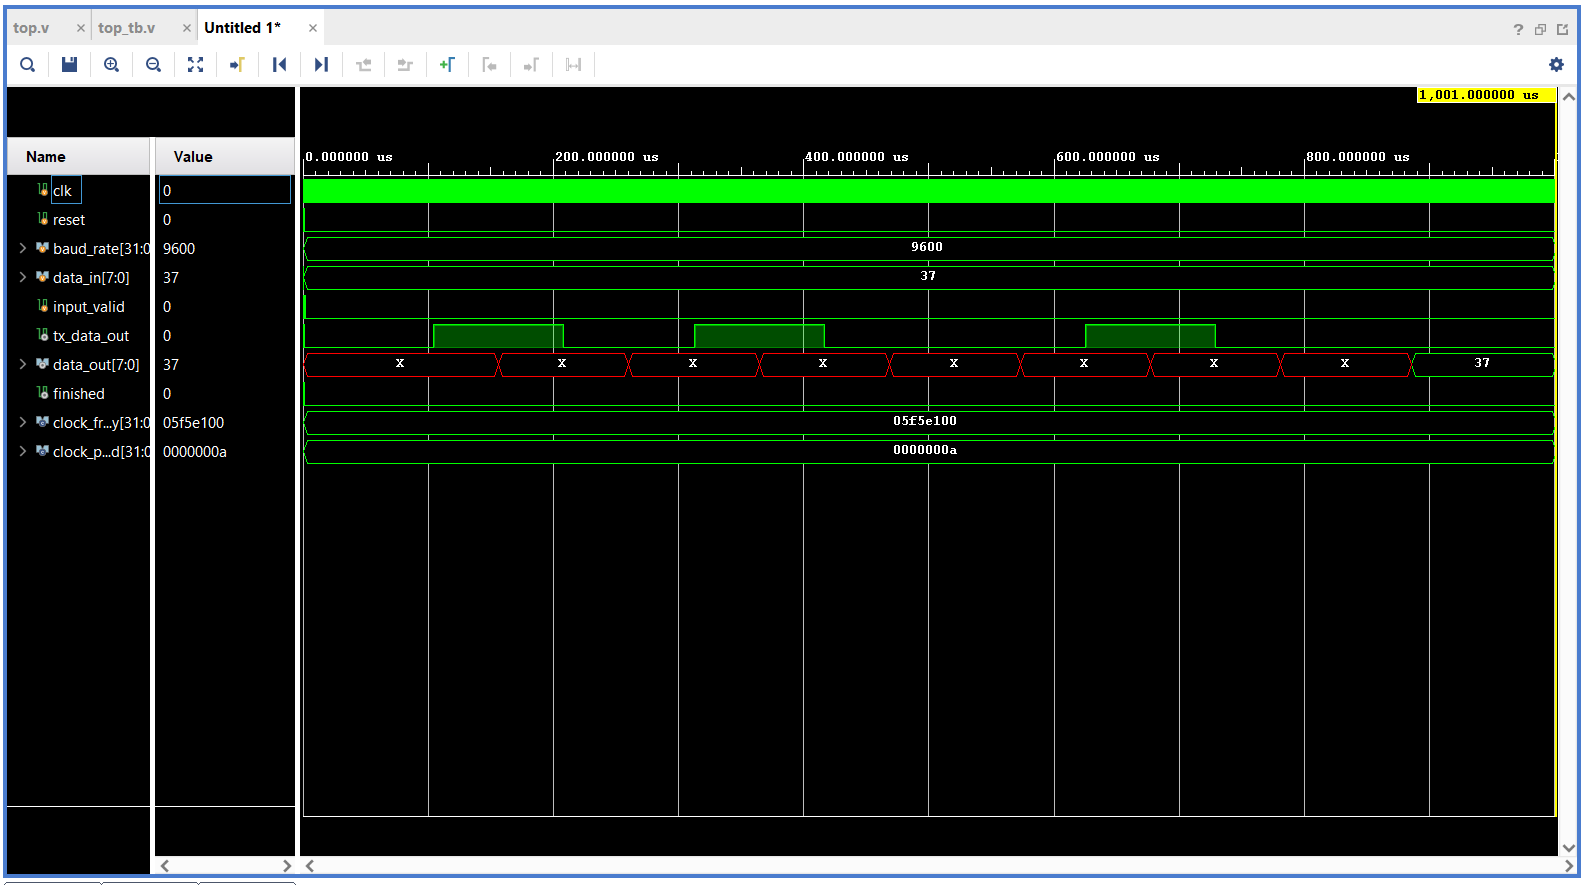 top.v × top_tb.v × Untitled 1* ×
?
1,001.000000 us
Name Value
0.000000 us 200.000000 us 400.000000 us 600.000000 us 800.000000 us
clk 0
reset 0
baud_rate[31:0 9600 9600
data_in[7:0] 37 37
input_valid 0
tx_data_out 0
data_out[7:0] 37 X X X X X X X X 37
finished 0
clock_fr...y[31:0 05f5e100 05f5e100
clock_p...d[31:0 0000000a 0000000a